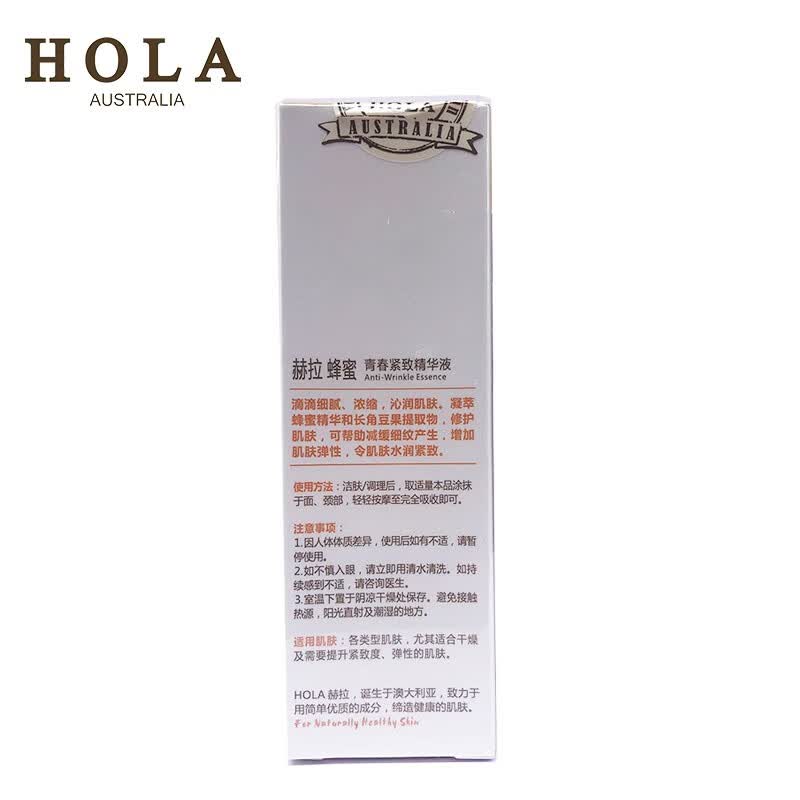 HOLA
AUSTRALIA
HOLA
AUSTRALIA
赫拉 蜂蜜 青春紧致精华液
Anti-Wrinkle Essence
滴滴细腻、浓缩，沁润肌肤。凝萃
蜂蜜精华和长角豆果提取物，修护
肌肤，可帮助减缓细纹产生，增加
肌肤弹性，令肌肤水润紧致。
使用方法：洁肤/调理后，取适量本品涂抹
于面、颈部，轻轻按摩至完全吸收即可。
注意事项：
1.因人体体质差异，使用后如有不适，请暂
停使用。
2.如不慎入眼，请立即用清水清洗。如持
续感到不适，请咨询医生。
3.室温下置于阴凉干燥处保存。避免接触
热源，阳光直射及潮湿的地方。
适用肌肤：各类型肌肤，尤其适合干燥
及需要提升紧致度、弹性的肌肤。
HOLA 赫拉，诞生于澳大利亚，致力于
用简单优质的成分，缔造健康的肌肤。
For Naturally Healthy Skin